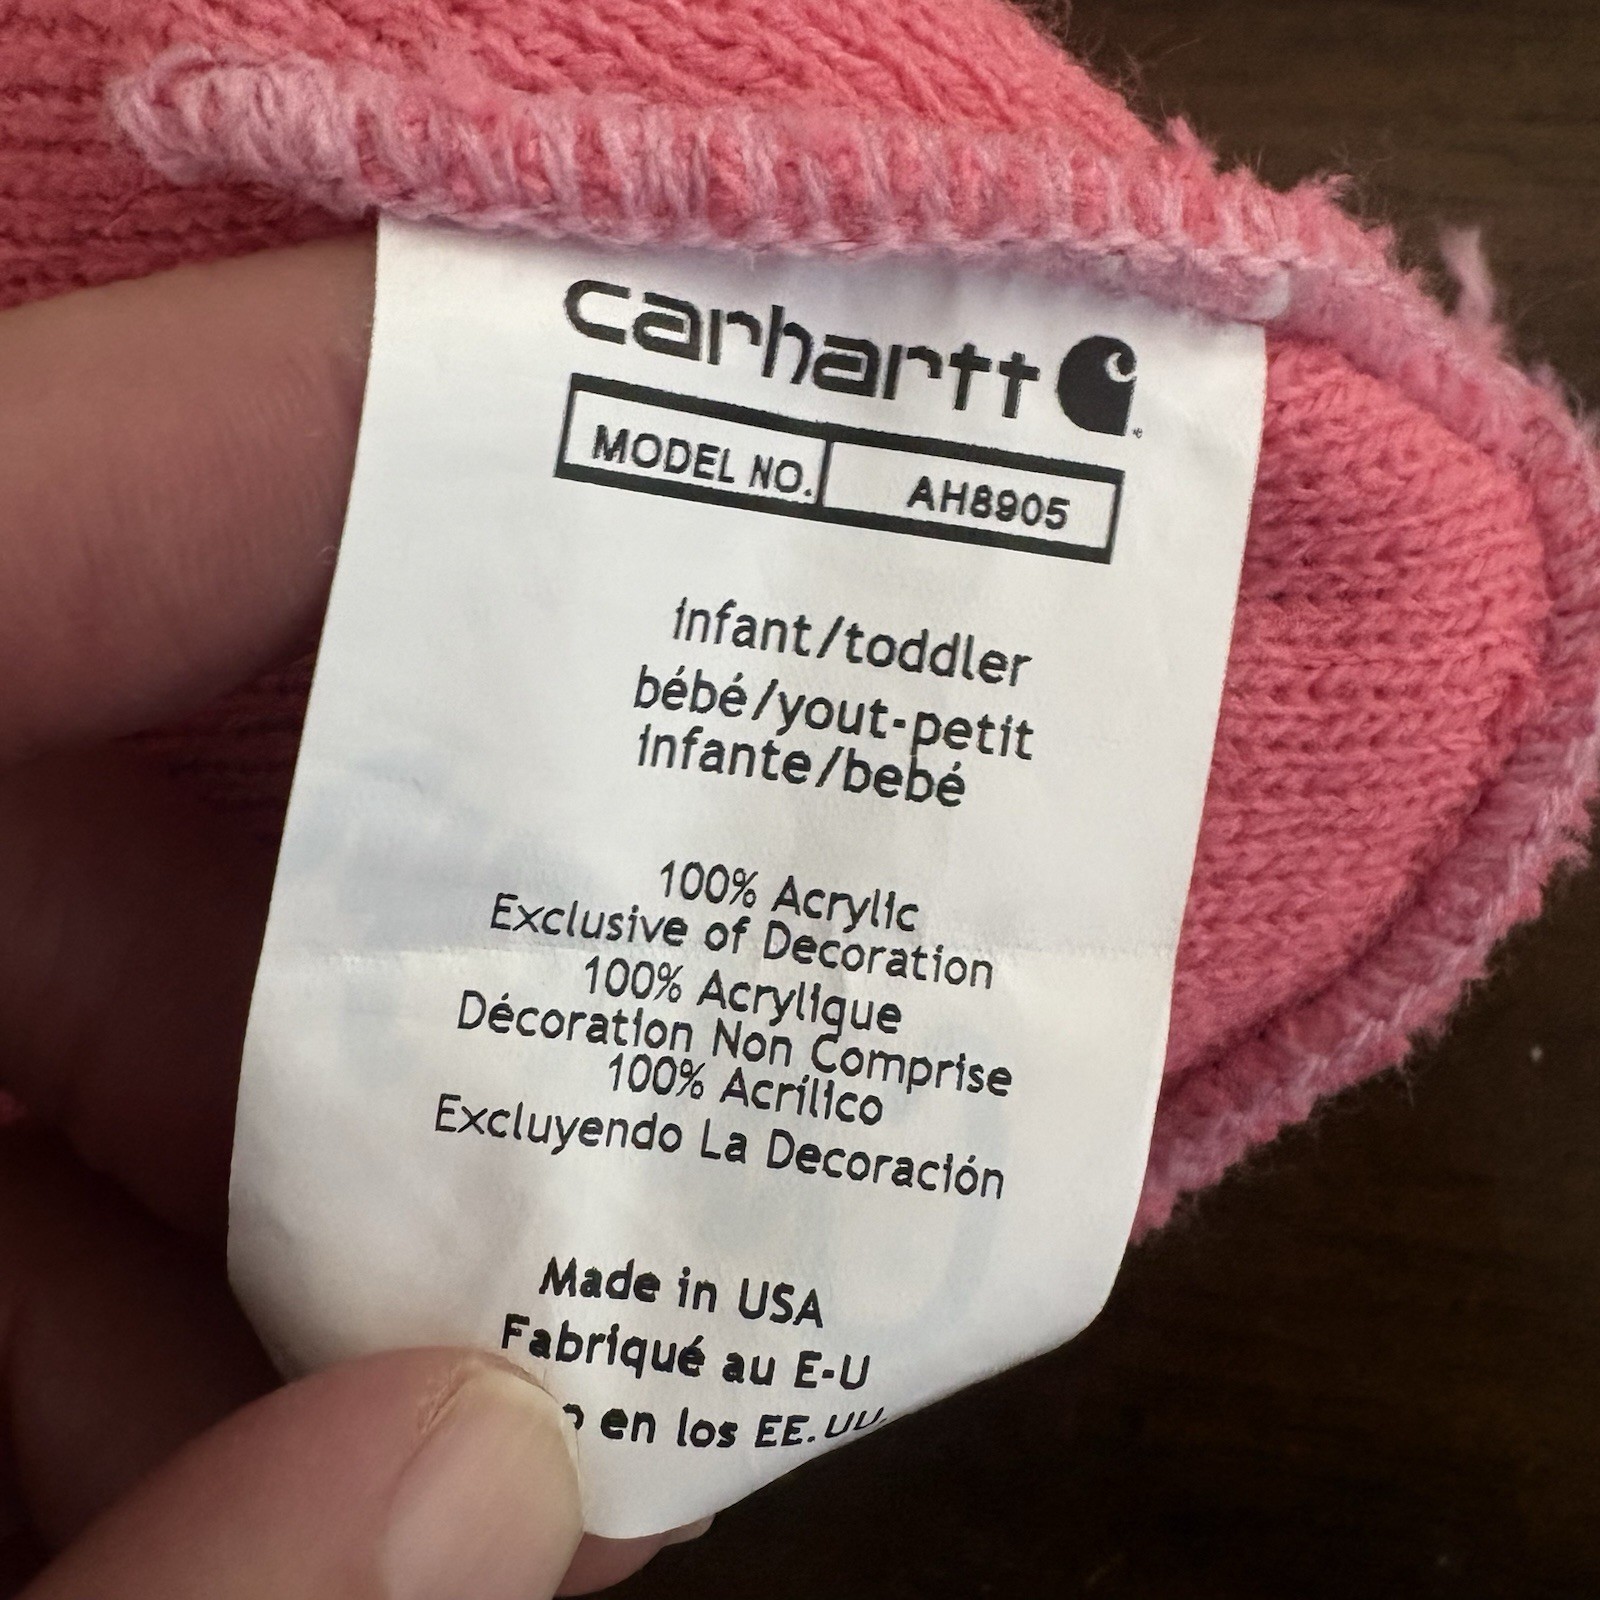 carhartt
MODEL NO. AH8905
infant/toddler
bébé/yout-petit
infante/bebé
100% Acrylic
Exclusive of Decoration
100% Acrylique
Décoration Non Comprise
100% Acrílico
Excluyendo La Decoración
Made in USA
Fabriqué au E-U
en los EE.UU.